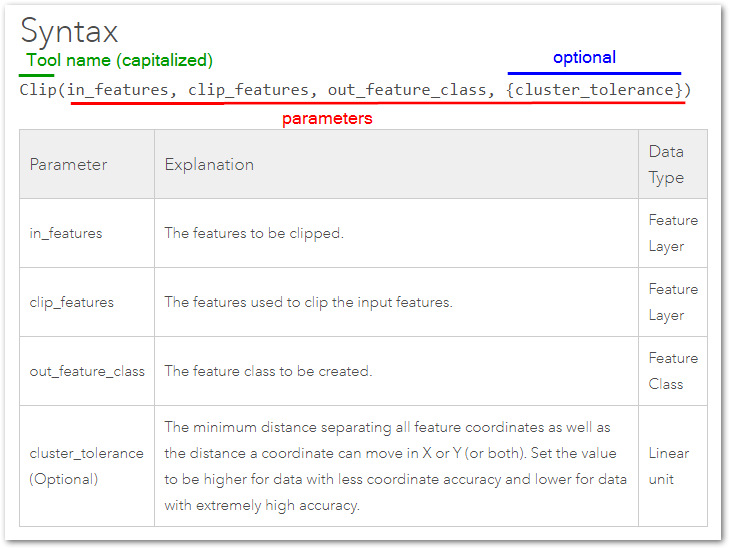 Syntax
Tool name (capitalized)
optional
Clip(in_features, clip_features, out_feature_class, {cluster_tolerance})
parameters
Parameter
Explanation
Data
Type
in_features
The features to be clipped.
Feature
Layer
clip_features
The features used to clip the input features.
Feature
Layer
out_feature_class
The feature class to be created.
Feature
Class
cluster_tolerance
(Optional)
The minimum distance separating all feature coordinates as well as
the distance a coordinate can move in X or Y (or both). Set the value
to be higher for data with less coordinate accuracy and lower for data
with extremely high accuracy.
Linear
unit